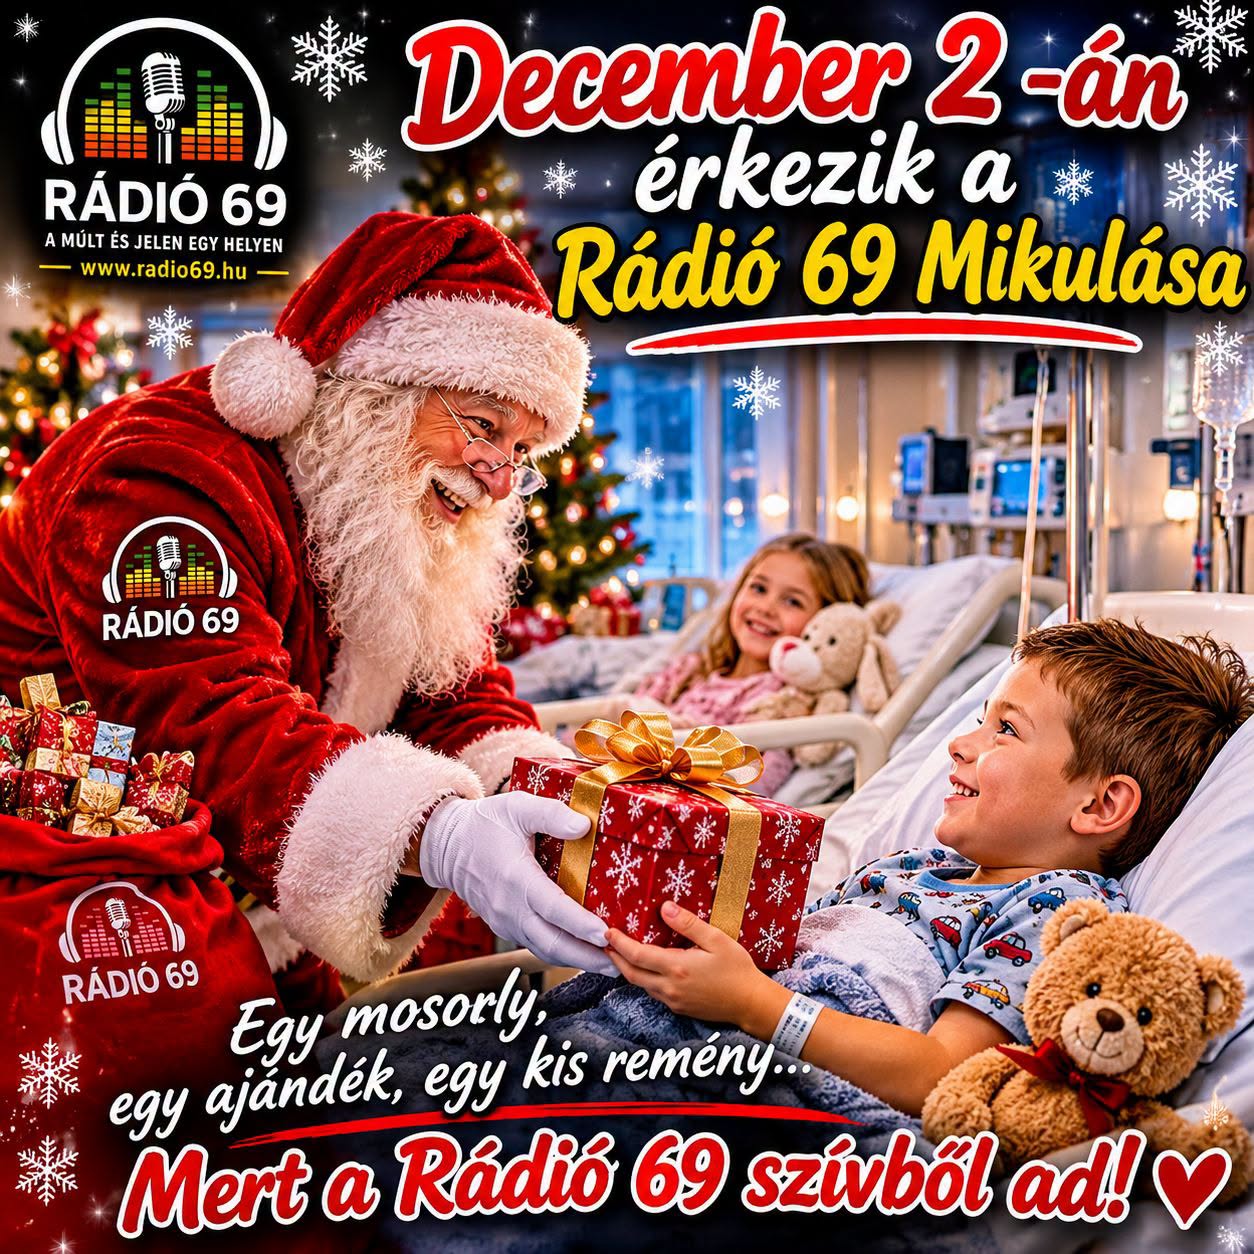 RÁDIÓ 69
A MÚLT ÉS JELEN EGY HELYEN
www.radio69.hu
December 2 -án
érkezik a
Rádió 69 Mikulása
RÁDIÓ 69
RÁDIÓ 69
Egy mosorly,
egy ajándék, egy kis remény...
Mert a Rádió 69 szívből ad!